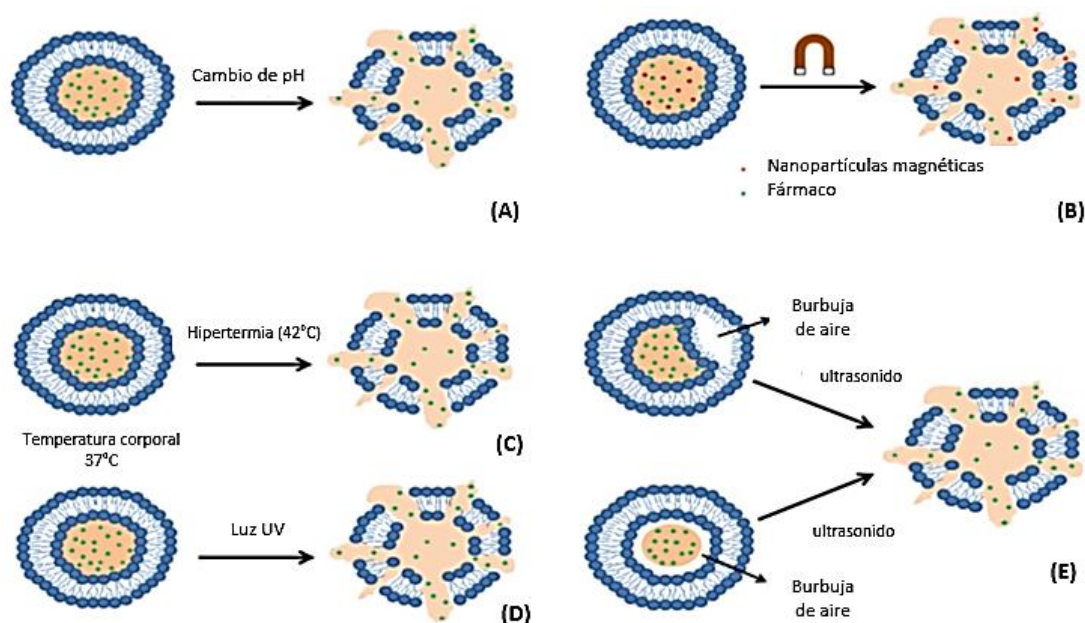 Cambio de pH
(A)
Nanopartículas magnéticas
Fármaco
(B)
Hipertermia (42°C)
Temperatura corporal
37°C
(C)
Luz UV
(D)
Burbuja
de aire
ultrasonido
ultrasonido
Burbuja
de aire
(E)